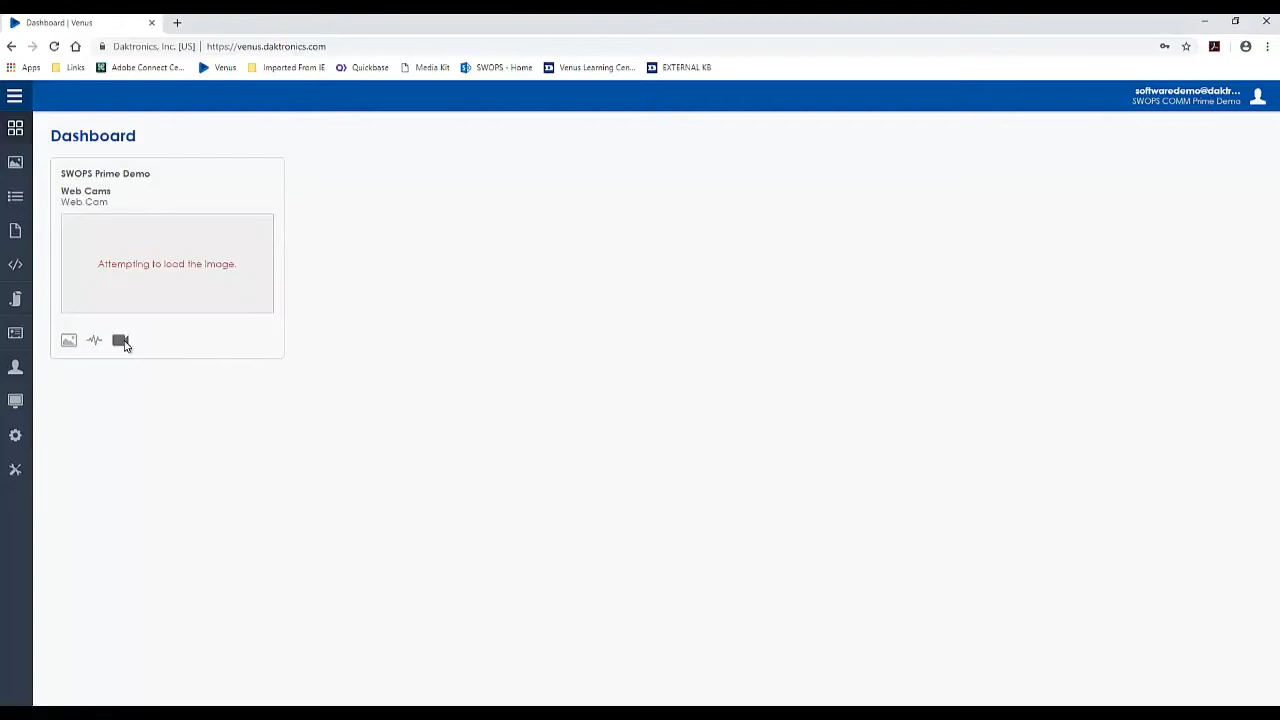 Dashboard | Venus
Daktronics, Inc. [US] | https://venus.daktronics.com
Apps Links Adobe Connect Ce... Venus Imported From IE Quickbase Media Kit SWOPS - Home Venus Learning Cen... EXTERNAL KB
softwaredemo@daktr...
SWOPS COMM Prime Demo
Dashboard
SWOPS Prime Demo
Web Cams
Web Cam
Attempting to load the image.